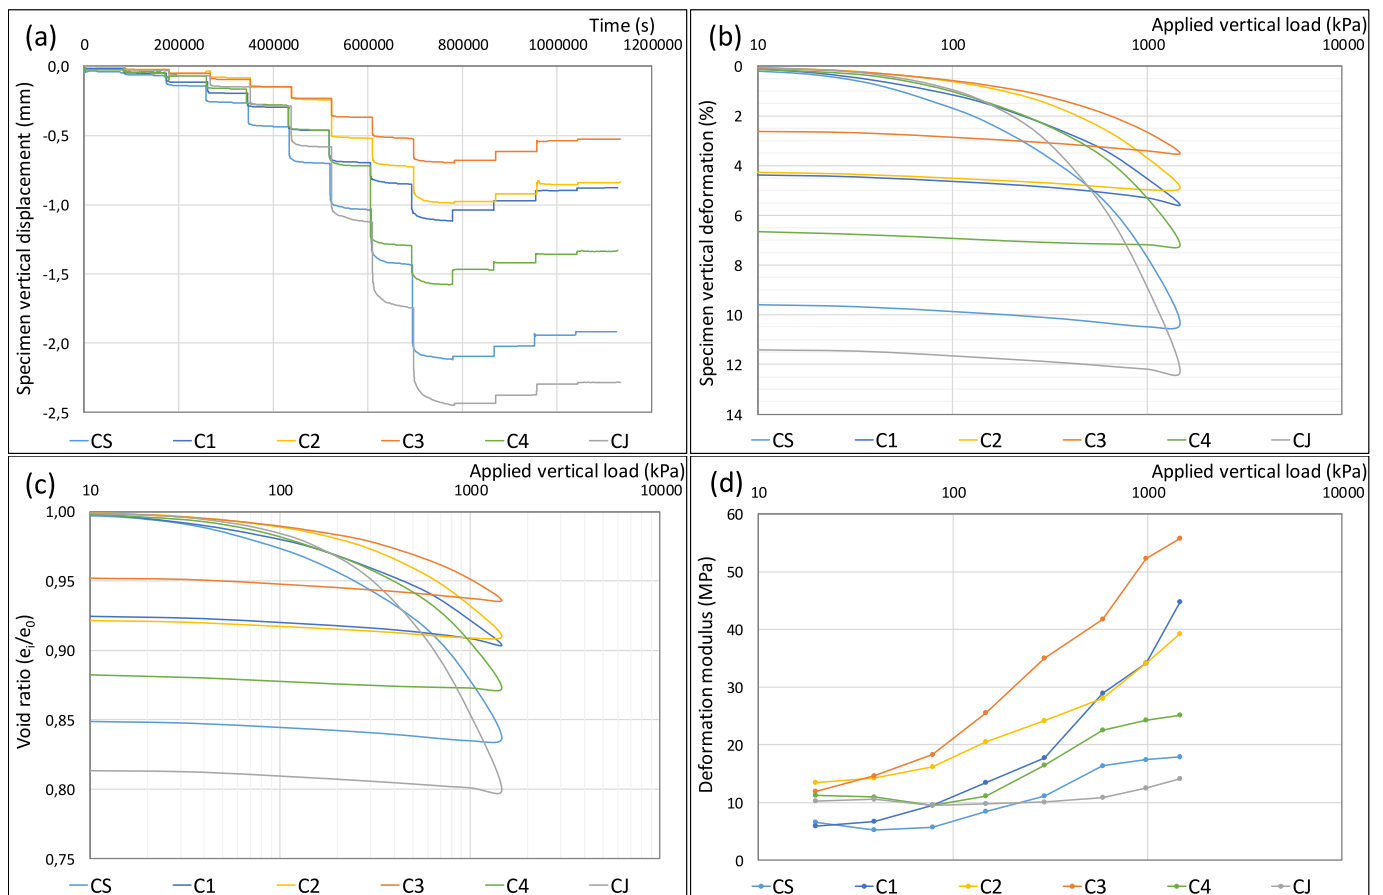 (a)
Time (s)
0 200000 400000 600000 800000 1000000 1200000
0,0
-0,5
-1,0
-1,5
-2,0
-2,5
Specimen vertical displacement (mm)
CS C1 C2 C3 C4 CJ
(b)
Applied vertical load (kPa)
10 100 1000 10000
0
2
4
6
8
10
12
14
Specimen vertical deformation (%)
CS C1 C2 C3 C4 CJ
(c)
Applied vertical load (kPa)
10 100 1000 10000
1,00
0,95
0,90
0,85
0,80
0,75
Void ratio (ei/e0)
CS C1 C2 C3 C4 CJ
(d)
Applied vertical load (kPa)
10 100 1000 10000
60
50
40
30
20
10
0
Deformation modulus (MPa)
CS C1 C2 C3 C4 CJ